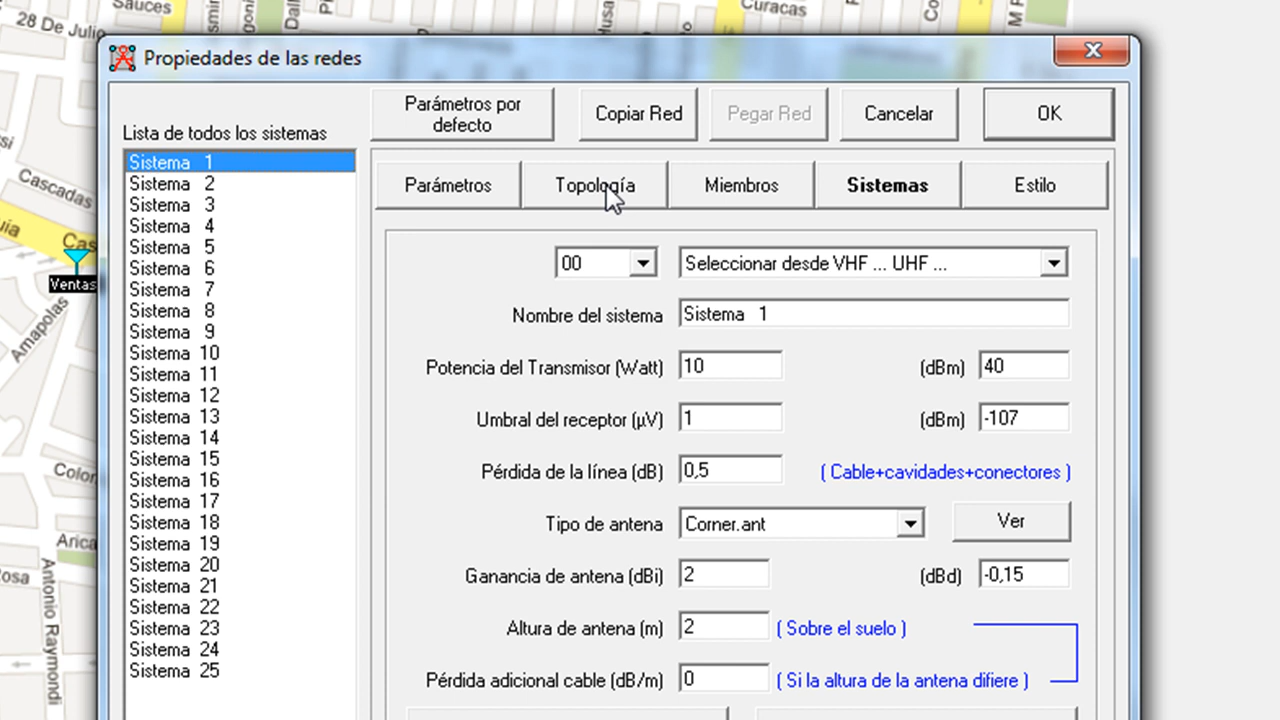 Sauces
Curacas
28 De Julio
Propiedades de las redes
Parámetros por
defecto
Copiar Red
Pegar Red
Cancelar
OK
Lista de todos los sistemas
Parámetros
Topología
Miembros
Sistemas
Estilo
Sistema 1
Sistema 2
Sistema 3
Sistema 4
Sistema 5
Sistema 6
Sistema 7
Sistema 8
Sistema 9
Sistema 10
Sistema 11
Sistema 12
Sistema 13
Sistema 14
Sistema 15
Sistema 16
Sistema 17
Sistema 18
Sistema 19
Sistema 20
Sistema 21
Sistema 22
Sistema 23
Sistema 24
Sistema 25
00
Seleccionar desde VHF ... UHF ...
Nombre del sistema
Sistema 1
Potencia del Transmisor (Watt)
10
(dBm)
40
Umbral del receptor (µV)
1
(dBm)
-107
Pérdida de la línea (dB)
0,5
( Cable+cavidades+conectores )
Tipo de antena
Corner.ant
Ver
Ganancia de antena (dBi)
2
(dBd)
-0,15
Altura de antena (m)
2
( Sobre el suelo )
Pérdida adicional cable (dB/m)
0
( Si la altura de la antena difiere )
Cascadas
Ventas
Amapolas
Colon
Arica
Antonio Raymondi